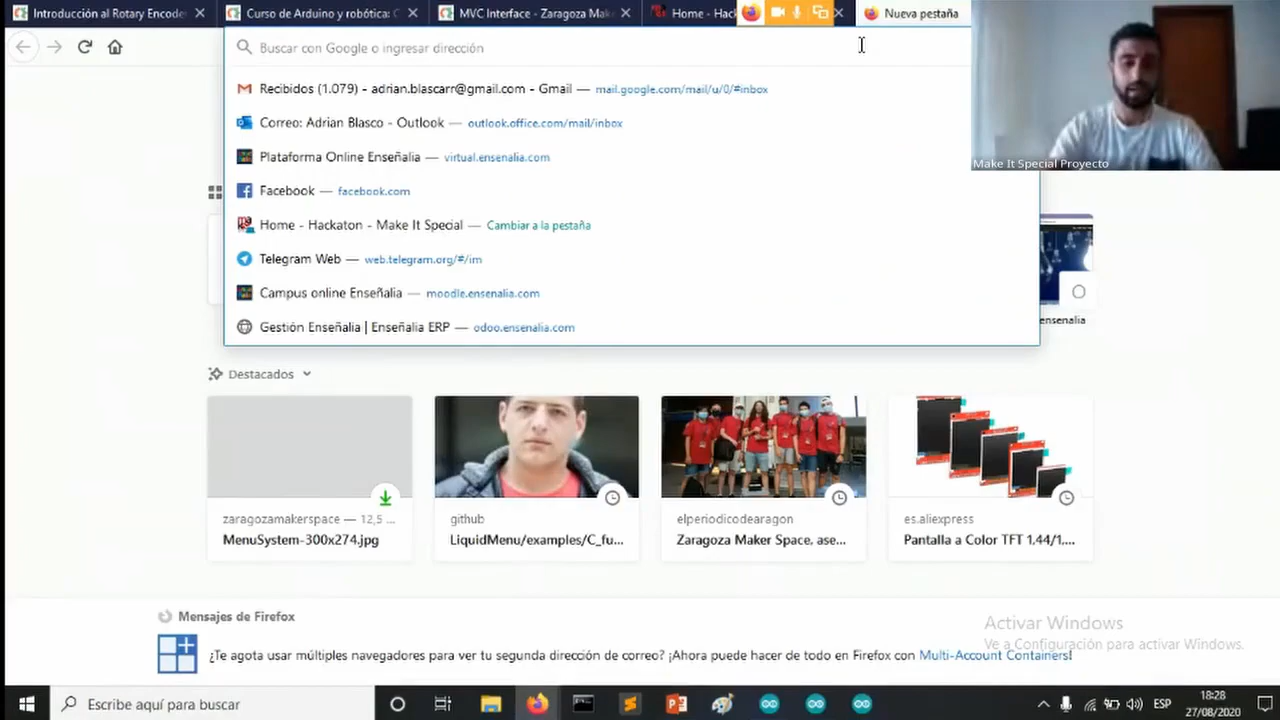 Introducción al Rotary Encode
Curso de Arduino y robótica: C
MVC Interface - Zaragoza Mak
Home - Hack
Nueva pestaña
Buscar con Google o ingresar dirección
Recibidos (1.079) - adrian.blascarr@gmail.com - Gmail — mail.google.com/mail/u/0/#inbox
Correo: Adrian Blasco - Outlook — outlook.office.com/mail/inbox
Plataforma Online Enseñalia — virtual.ensenalia.com
Facebook — facebook.com
Home - Hackaton - Make It Special — Cambiar a la pestaña
Telegram Web — web.telegram.org/#/im
Campus online Enseñalia — moodle.ensenalia.com
Gestión Enseñalia | Enseñalia ERP — odoo.ensenalia.com
Make It Special Proyecto
ensenalia
Destacados
zaragozamakerspace — 12,5 ...
MenuSystem-300x274.jpg
github
LiquidMenu/examples/C_fu...
elperiodicodearagon
Zaragoza Maker Space, ase...
es.aliexpress
Pantalla a Color TFT 1,44/1,...
Mensajes de Firefox
¿Te agota usar múltiples navegadores para ver tu segunda dirección de correo? ¡Ahora puede hacer de todo en Firefox con Multi-Account Containers!
Activar Windows
Ve a Configuración para activar Windows.
Escribe aquí para buscar
ESP
18:28
27/08/2020